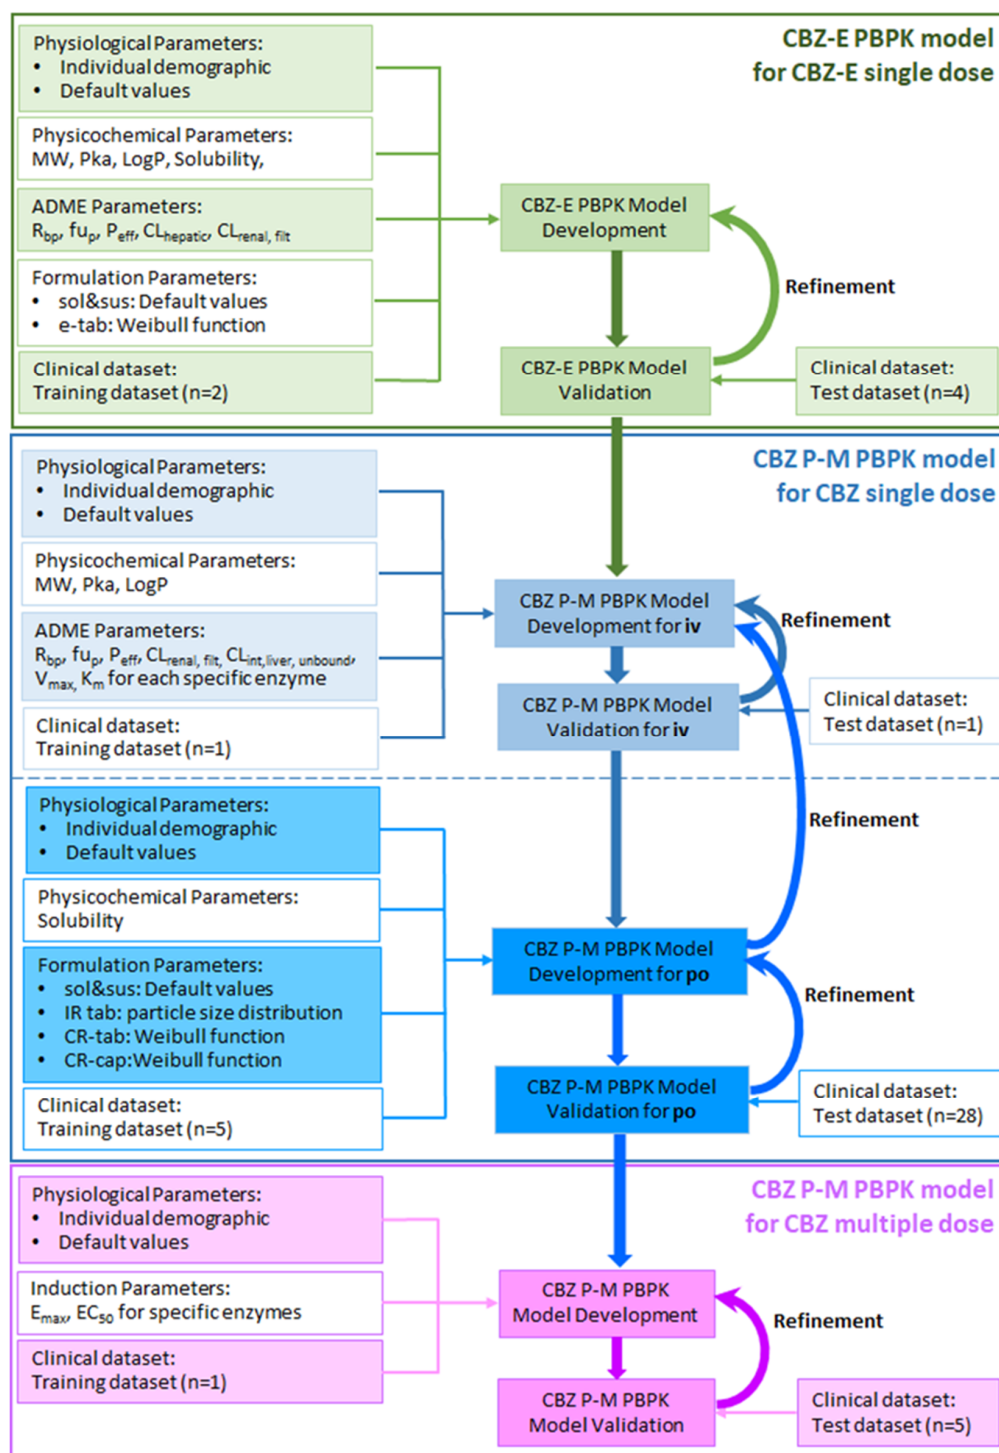 CBZ-E PBPK model
for CBZ-E single dose
Physiological Parameters:
• Individual demographic
• Default values
Physicochemical Parameters:
MW, Pka, LogP, Solubility,
ADME Parameters:
Rbp, fup, Peff, CLhepatic, CLrenal, filt
Formulation Parameters:
• sol&sus: Default values
• e-tab: Weibull function
Clinical dataset:
Training dataset (n=2)
CBZ-E PBPK Model
Development
Refinement
CBZ-E PBPK Model
Validation
Clinical dataset:
Test dataset (n=4)
CBZ P-M PBPK model
for CBZ single dose
Physiological Parameters:
• Individual demographic
• Default values
Physicochemical Parameters:
MW, Pka, LogP
ADME Parameters:
Rbp, fup, Peff, CLrenal, filt, CLint,liver, unbound,
Vmax, Km for each specific enzyme
Clinical dataset:
Training dataset (n=1)
CBZ P-M PBPK Model
Development for iv
Refinement
CBZ P-M PBPK Model
Validation for iv
Clinical dataset:
Test dataset (n=1)
Physiological Parameters:
• Individual demographic
• Default values
Physicochemical Parameters:
Solubility
Formulation Parameters:
• sol&sus: Default values
• IR tab: particle size distribution
• CR-tab: Weibull function
• CR-cap:Weibull function
Clinical dataset:
Training dataset (n=5)
Refinement
CBZ P-M PBPK Model
Development for po
Refinement
CBZ P-M PBPK Model
Validation for po
Clinical dataset:
Test dataset (n=28)
CBZ P-M PBPK model
for CBZ multiple dose
Physiological Parameters:
• Individual demographic
• Default values
Induction Parameters:
Emax, EC50 for specific enzymes
Clinical dataset:
Training dataset (n=1)
CBZ P-M PBPK
Model Development
Refinement
CBZ P-M PBPK
Model Validation
Clinical dataset:
Test dataset (n=5)